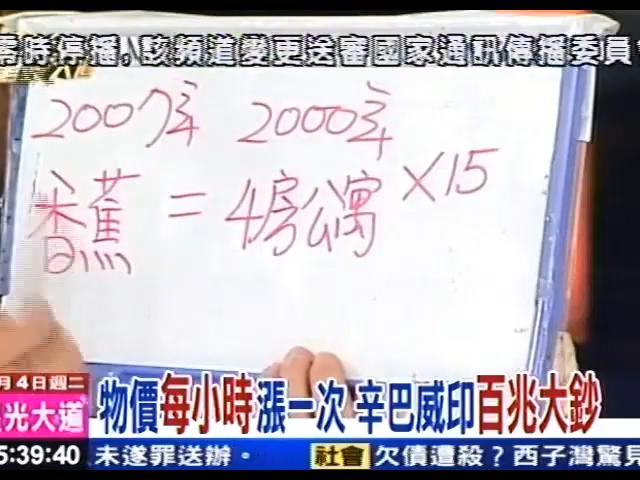 零時停播，該頻道變更送審國家通訊傳播委員
2007年 2000年
香蕉 = 4房公寓 ×15
月4日週二
光大道
物價每小時漲一次 辛巴威印百兆大鈔
5:39:40 未遂罪送辦。 社會 欠債遭殺？西子灣驚見